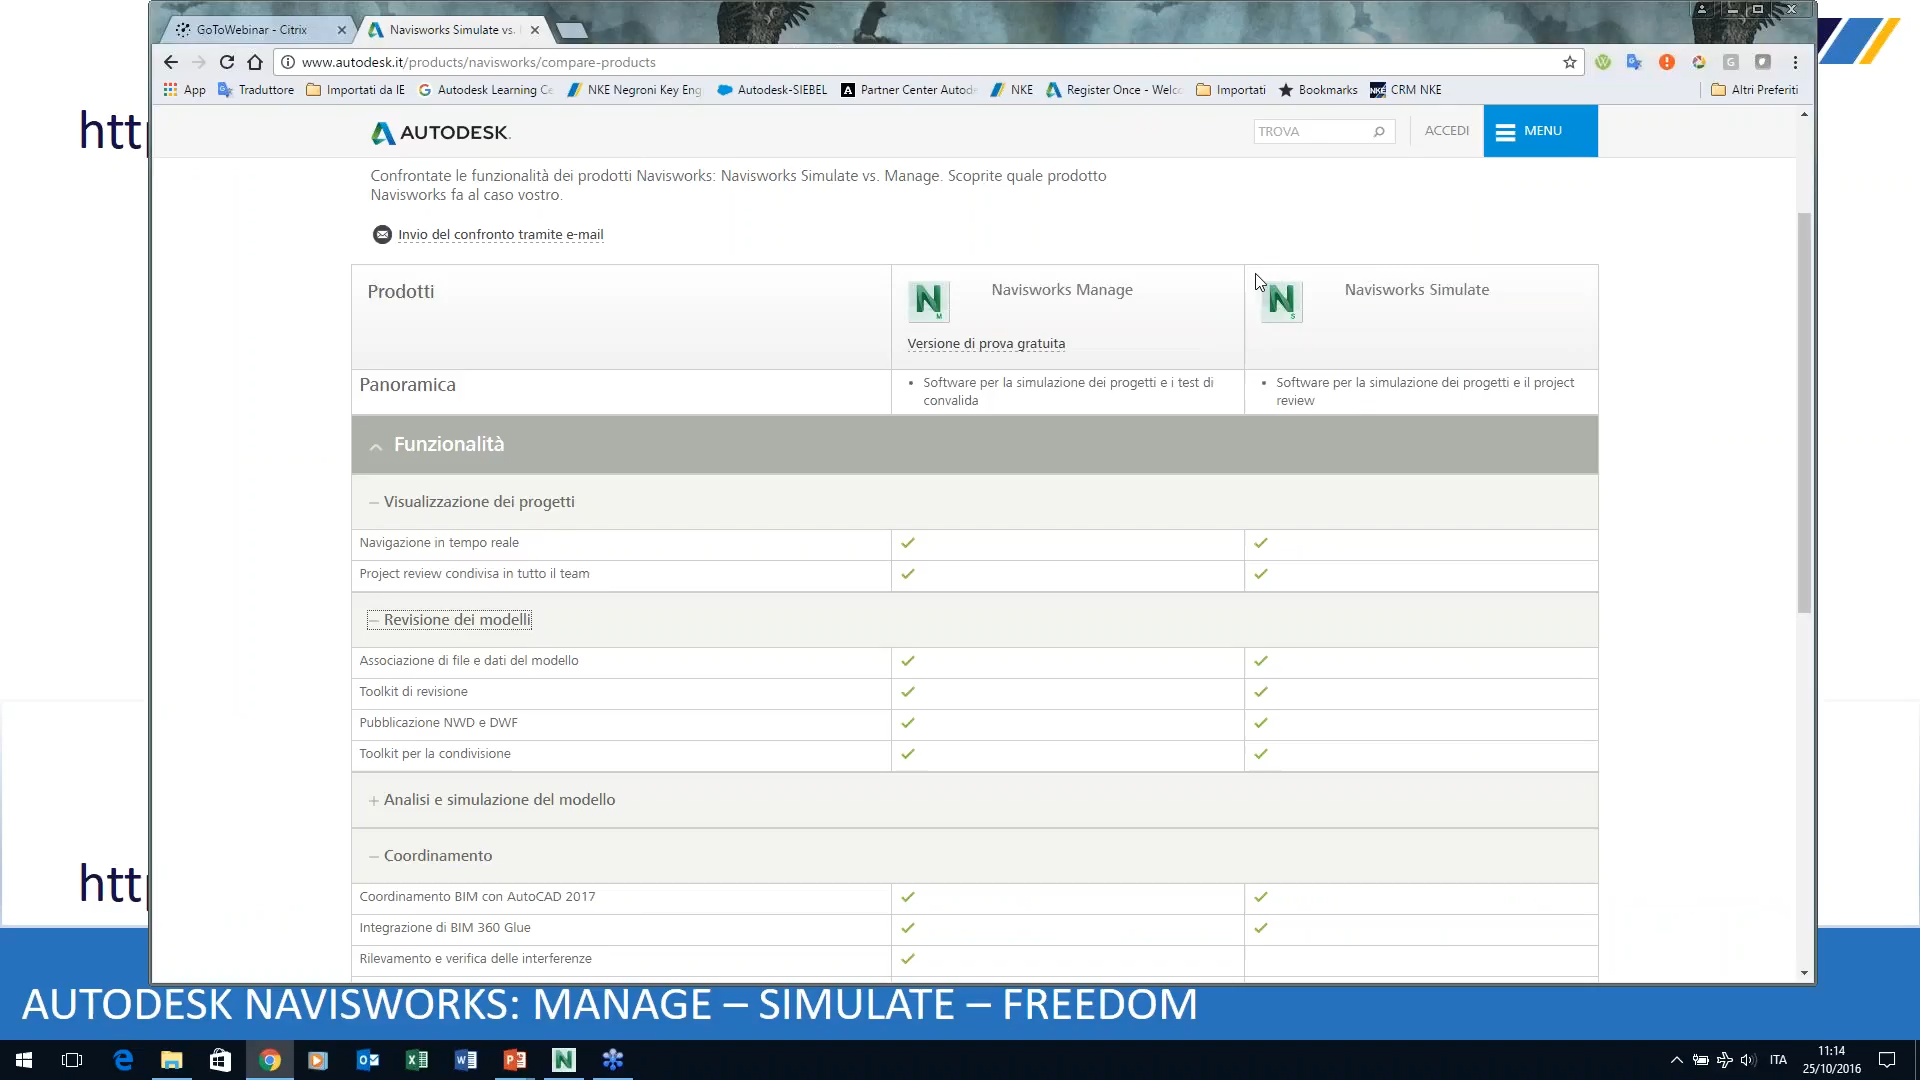 GoToWebinar - Citrix
Navisworks Simulate vs.
www.autodesk.it/products/navisworks/compare-products
App
Traduttore
Importati da IE
Autodesk Learning Ce
NKE Negroni Key Eng
Autodesk-SIEBEL
Partner Center Autod
NKE
Register Once - Welc
Importati
Bookmarks
CRM NKE
Altri Preferiti
htt
AUTODESK.
TROVA
ACCEDI
MENU
Confrontate le funzionalità dei prodotti Navisworks: Navisworks Simulate vs. Manage. Scoprite quale prodotto
Navisworks fa al caso vostro.
Invio del confronto tramite e-mail
Prodotti
Navisworks Manage
Navisworks Simulate
Versione di prova gratuita
Panoramica
• Software per la simulazione dei progetti e i test di
convalida
• Software per la simulazione dei progetti e il project
review
Funzionalità
– Visualizzazione dei progetti
Navigazione in tempo reale
Project review condivisa in tutto il team
– Revisione dei modelli
Associazione di file e dati del modello
Toolkit di revisione
Pubblicazione NWD e DWF
Toolkit per la condivisione
+ Analisi e simulazione del modello
– Coordinamento
htt
Coordinamento BIM con AutoCAD 2017
Integrazione di BIM 360 Glue
Rilevamento e verifica delle interferenze
AUTODESK NAVISWORKS: MANAGE – SIMULATE – FREEDOM
ITA
11:14
25/10/2016